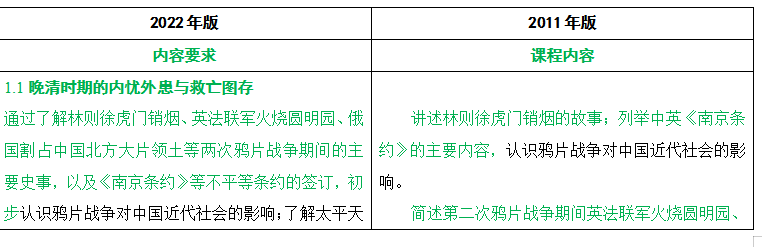 2022年版
2011年版
内容要求
课程内容
1.1 晚清时期的内忧外患与救亡图存
通过了解林则徐虎门销烟、英法联军火烧圆明园、俄
国割占中国北方大片领土等两次鸦片战争期间的主
要史事，以及《南京条约》等不平等条约的签订，初
步认识鸦片战争对中国近代社会的影响；了解太平天
讲述林则徐虎门销烟的故事；列举中英《南京条
约》的主要内容，认识鸦片战争对中国近代社会的影
响。
简述第二次鸦片战争期间英法联军火烧圆明园、